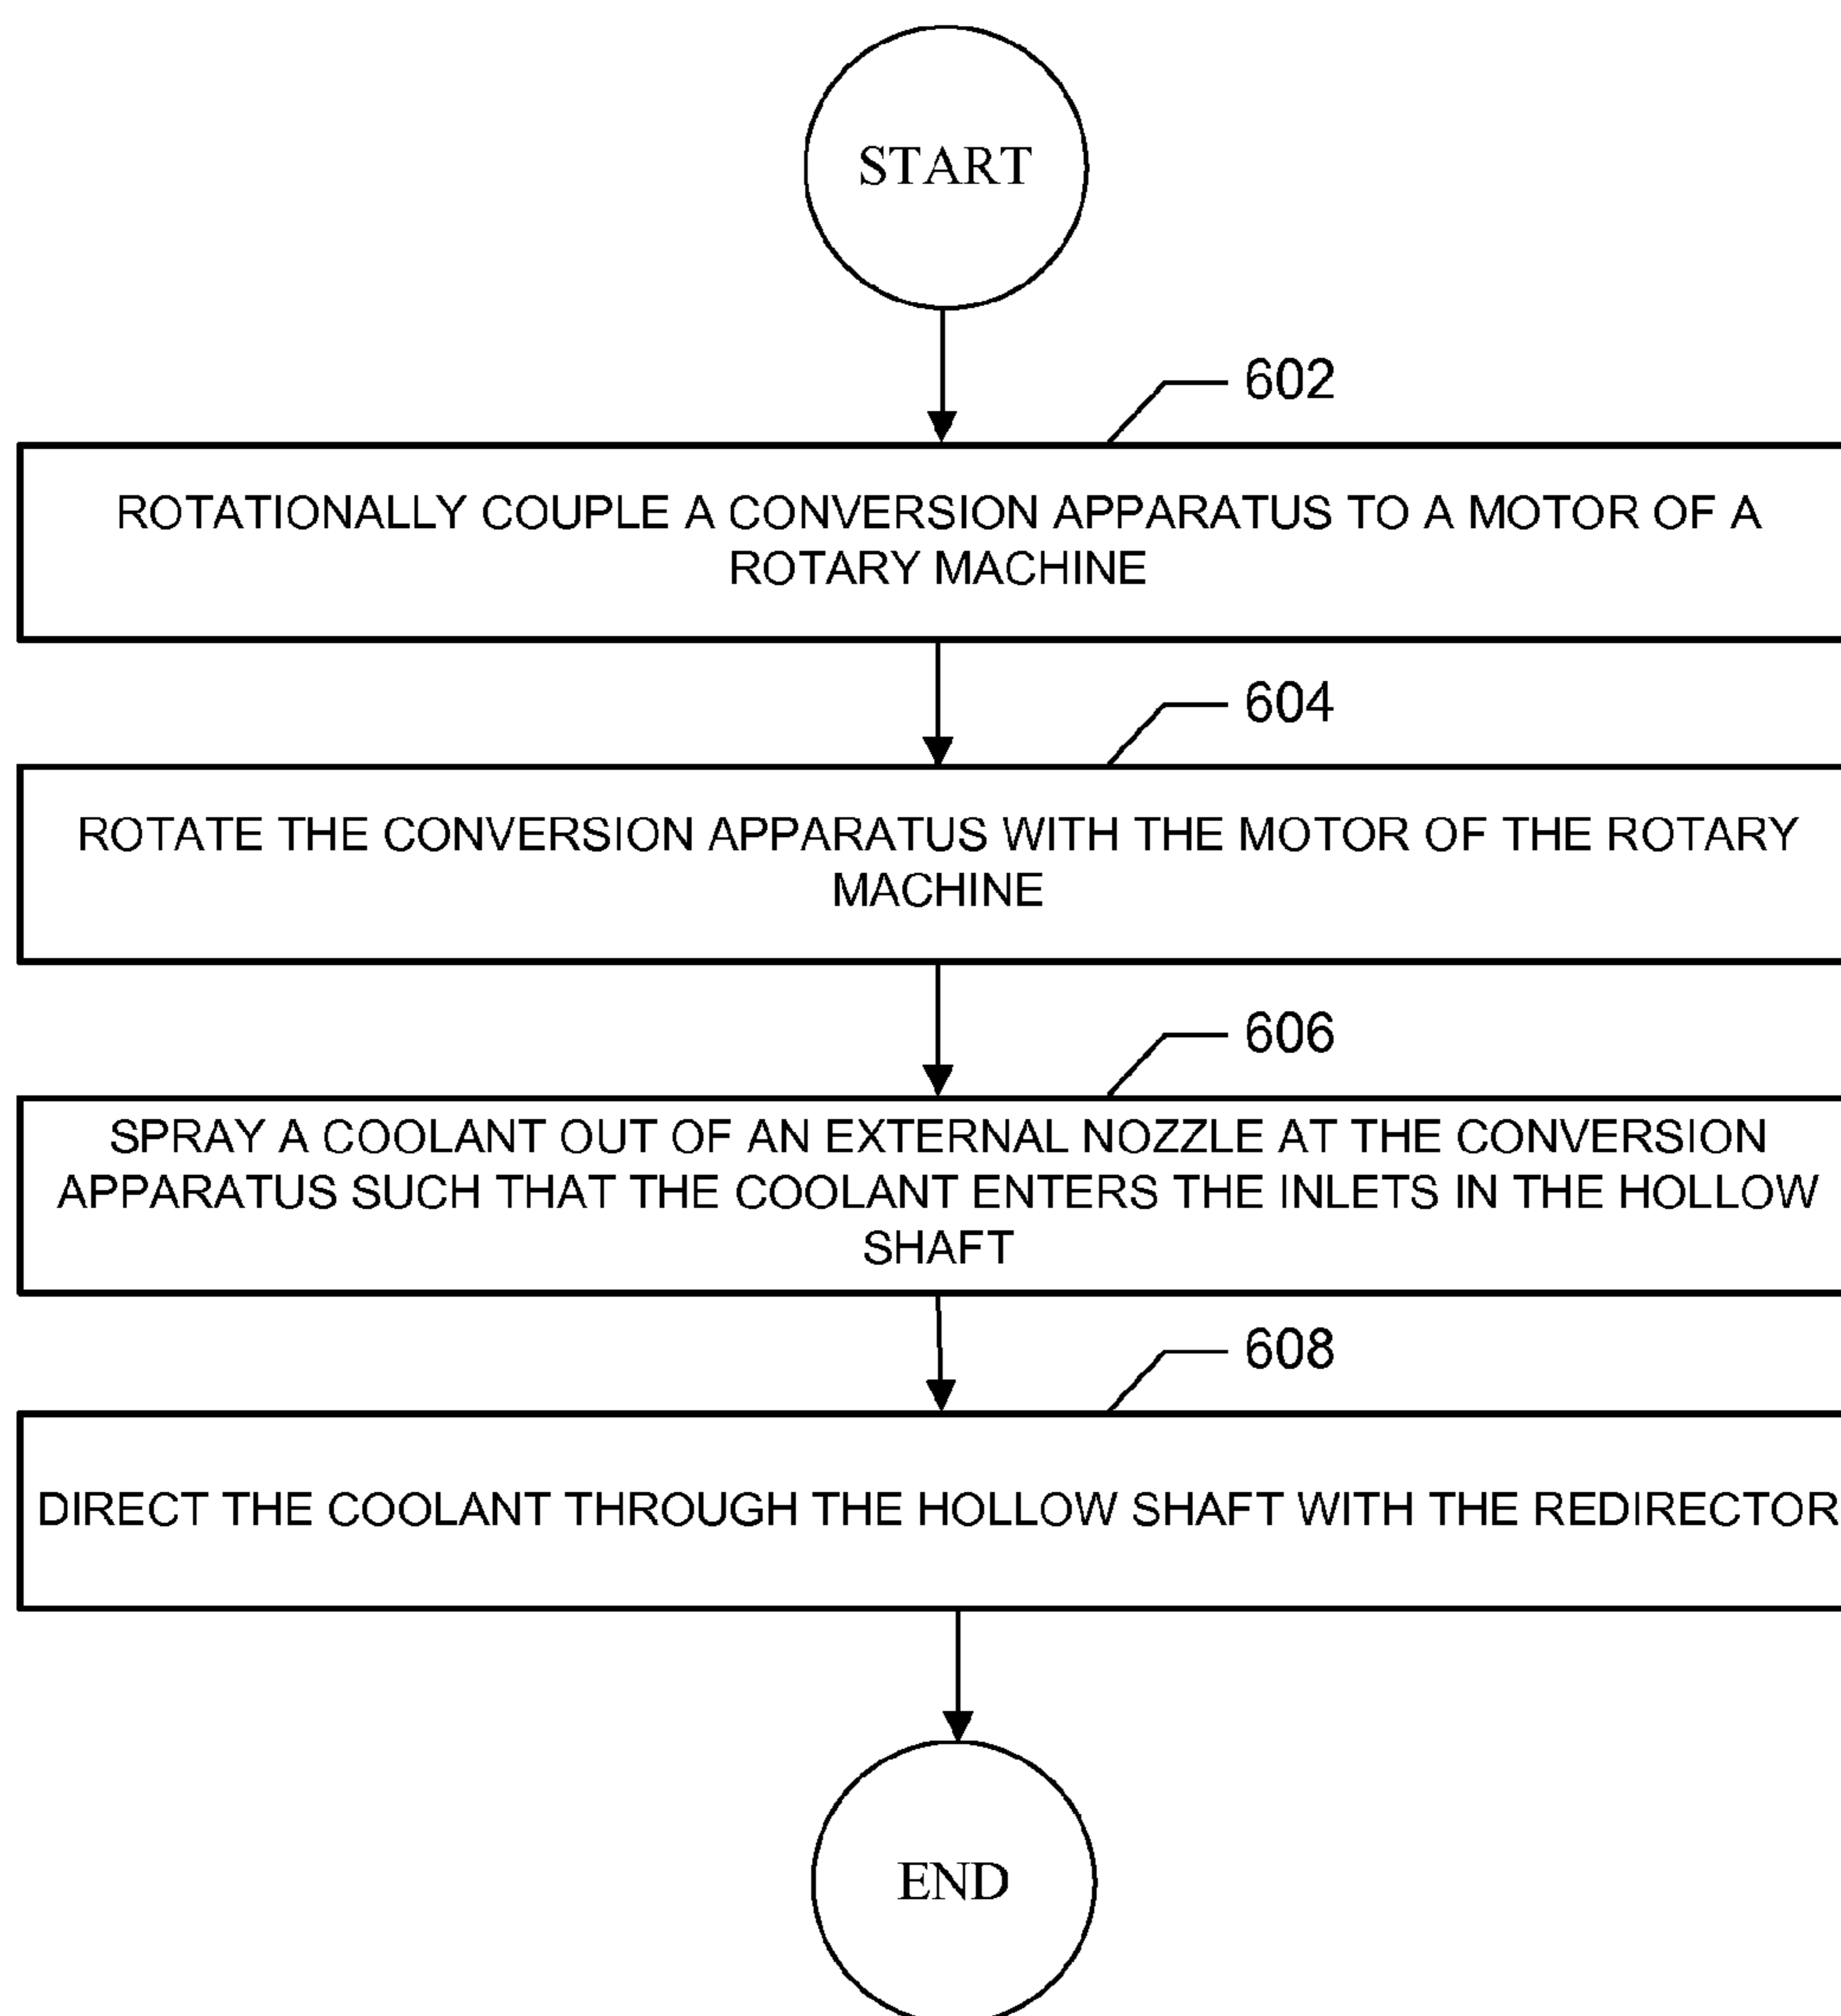 START
602
ROTATIONALLY COUPLE A CONVERSION APPARATUS TO A MOTOR OF A
ROTARY MACHINE
604
ROTATE THE CONVERSION APPARATUS WITH THE MOTOR OF THE ROTARY
MACHINE
606
SPRAY A COOLANT OUT OF AN EXTERNAL NOZZLE AT THE CONVERSION
APPARATUS SUCH THAT THE COOLANT ENTERS THE INLETS IN THE HOLLOW
SHAFT
608
DIRECT THE COOLANT THROUGH THE HOLLOW SHAFT WITH THE REDIRECTOR
END